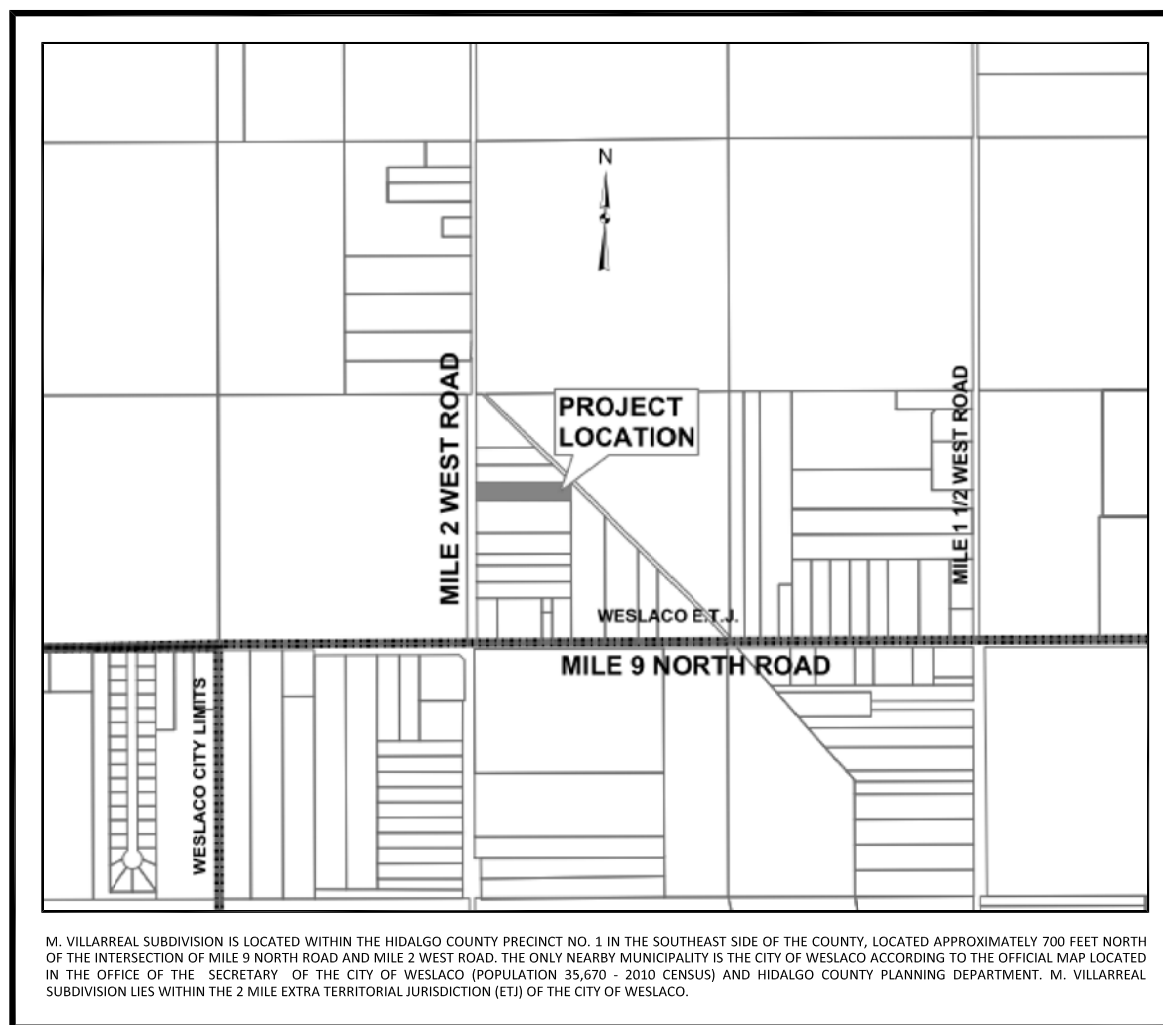 N
PROJECT
LOCATION
MILE 2 WEST ROAD
MILE 1 1/2 WEST ROAD
WESLACO E.T.J.
MILE 9 NORTH ROAD
WESLACO CITY LIMITS
M. VILLARREAL SUBDIVISION IS LOCATED WITHIN THE HIDALGO COUNTY PRECINCT NO. 1 IN THE SOUTHEAST SIDE OF THE COUNTY, LOCATED APPROXIMATELY 700 FEET NORTH
OF THE INTERSECTION OF MILE 9 NORTH ROAD AND MILE 2 WEST ROAD. THE ONLY NEARBY MUNICIPALITY IS THE CITY OF WESLACO ACCORDING TO THE OFFICIAL MAP LOCATED
IN THE OFFICE OF THE SECRETARY OF THE CITY OF WESLACO (POPULATION 35,670 - 2010 CENSUS) AND HIDALGO COUNTY PLANNING DEPARTMENT. M. VILLARREAL
SUBDIVISION LIES WITHIN THE 2 MILE EXTRA TERRITORIAL JURISDICTION (ETJ) OF THE CITY OF WESLACO.